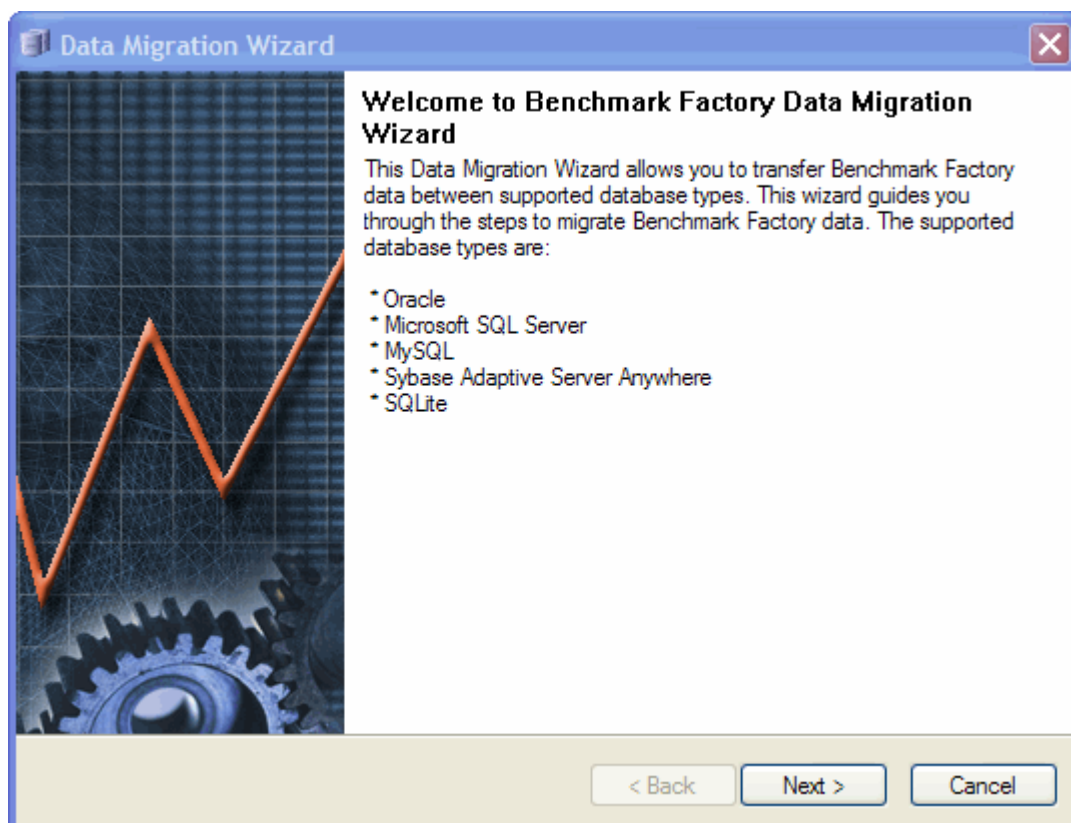 Data Migration Wizard
Welcome to Benchmark Factory Data Migration
Wizard
This Data Migration Wizard allows you to transfer Benchmark Factory
data between supported database types. This wizard guides you
through the steps to migrate Benchmark Factory data. The supported
database types are:
* Oracle
* Microsoft SQL Server
* MySQL
* Sybase Adaptive Server Anywhere
* SQLite
< Back Next > Cancel